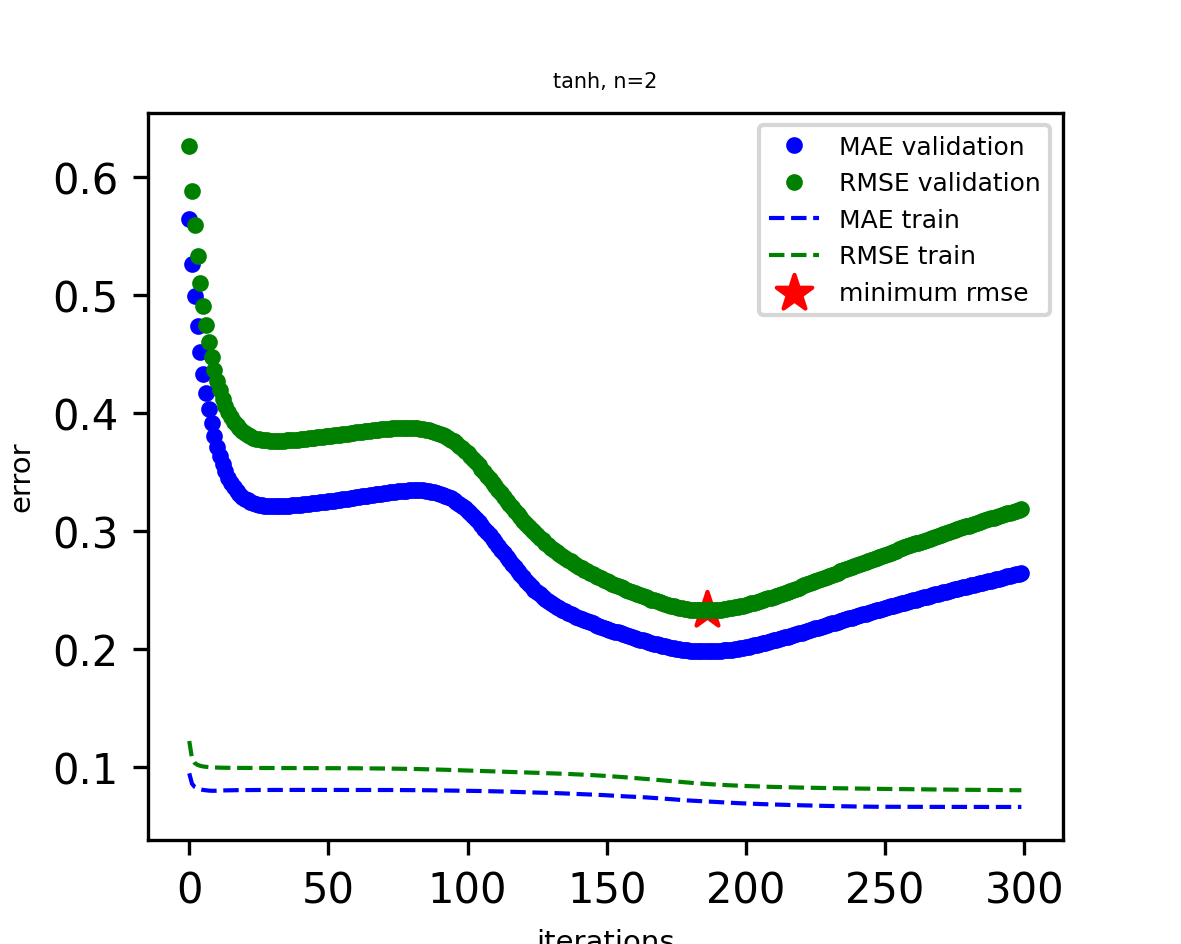 tanh, n=2
MAE validation
RMSE validation
MAE train
RMSE train
minimum rmse
error
0.6
0.5
0.4
0.3
0.2
0.1
0 50 100 150 200 250 300
iterations